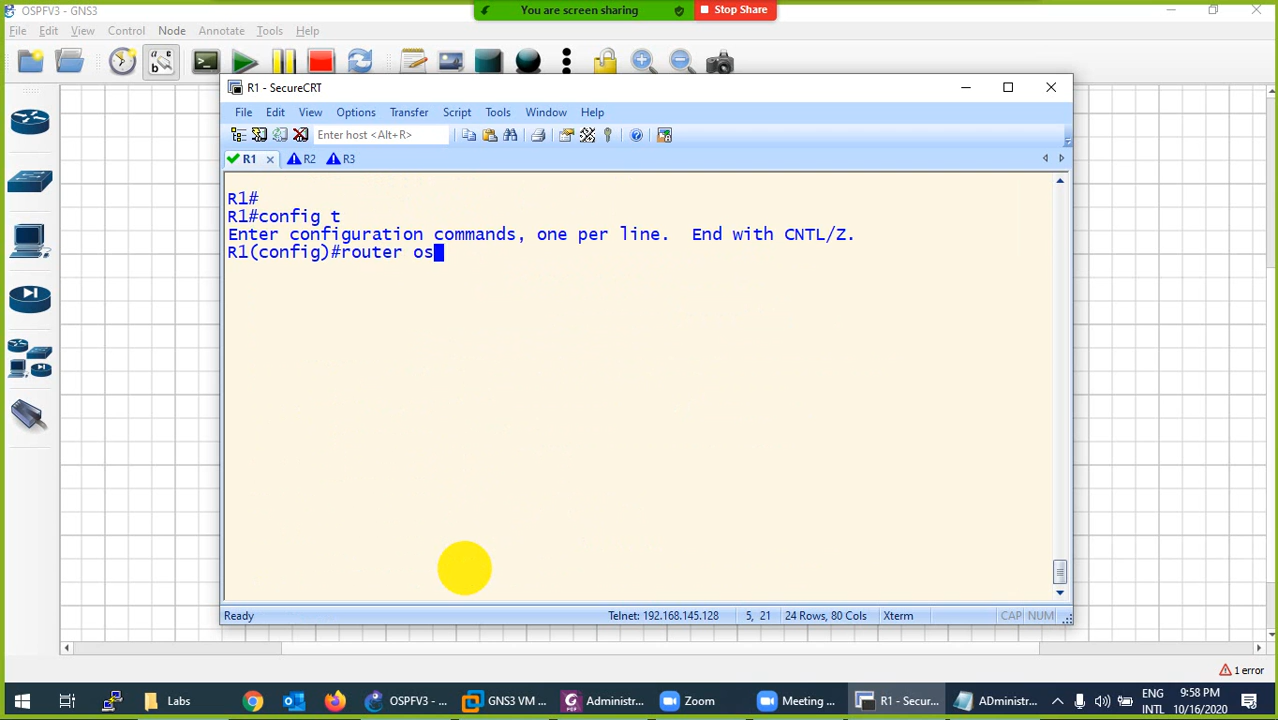 OSPFV3 - GNS3
You are screen sharing
Stop Share
File Edit View Control Node Annotate Tools Help
R1 - SecureCRT
File Edit View Options Transfer Script Tools Window Help
Enter host <Alt+R>
R1 R2 R3
R1#
R1#config t
Enter configuration commands, one per line.  End with CNTL/Z.
R1(config)#router os
Ready Telnet: 192.168.145.128 5, 21 24 Rows, 80 Cols Xterm CAP NUM
1 error
Labs OSPFV3 - ... GNS3 VM ... Administr... Zoom Meeting ... R1 - Secure... ADministr...
ENG
INTL
9:58 PM
10/16/2020